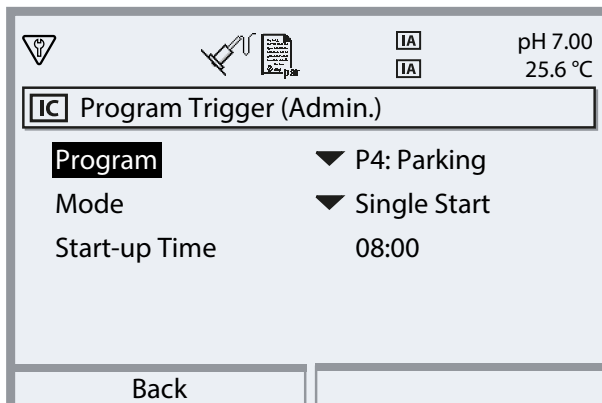 IA pH 7.00
par IA 25.6 °C
IC Program Trigger (Admin.)
Program P4: Parking
Mode Single Start
Start-up Time 08:00
Back